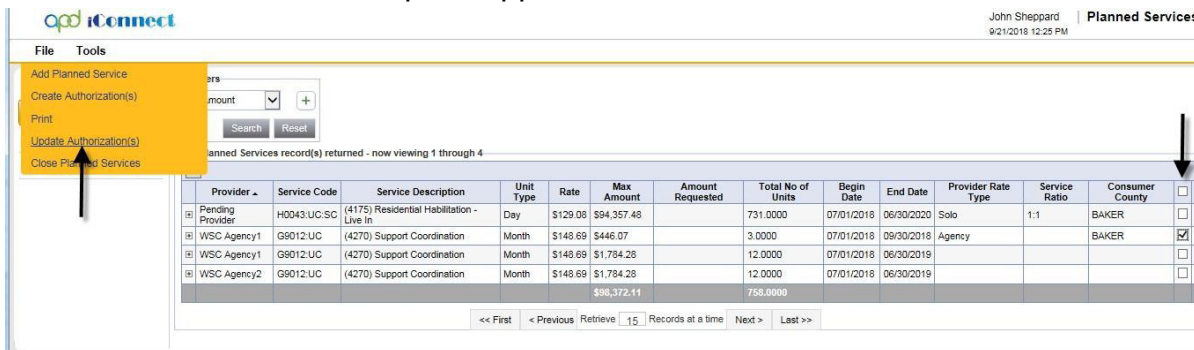 apd iConnect
John Sheppard | Planned Services
9/21/2018 12:25 PM
File Tools
Add Planned Service
Create Authorization(s)
Print
Update Authorization(s)
Close Planned Services
Search Reset
Planned Services record(s) returned - now viewing 1 through 4
Provider Service Code Service Description Unit Type Rate Max Amount Amount Requested Total No of Units Begin Date End Date Provider Rate Type Service Ratio Consumer County
Pending Provider H0043:UC:SC (4175) Residential Habilitation - Live In Day $129.08 $94,357.48 731.0000 07/01/2018 06/30/2020 Solo 1:1 BAKER
WSC Agency1 G9012:UC (4270) Support Coordination Month $148.69 $446.07 3.0000 07/01/2018 09/30/2018 Agency BAKER
WSC Agency1 G9012:UC (4270) Support Coordination Month $148.69 $1,784.28 12.0000 07/01/2018 06/30/2019
WSC Agency2 G9012:UC (4270) Support Coordination Month $148.69 $1,784.28 12.0000 07/01/2018 06/30/2019
$98,372.11 758.0000
<< First < Previous Retrieve 15 Records at a time Next > Last >>